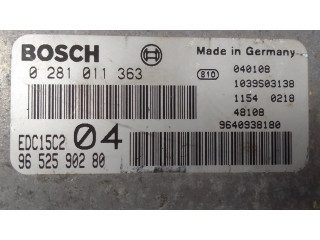 BOSCH
Made in Germany
0 281 011 363
810
040108
1039S03138
1154 0218
48108
9640938180
EDC15C2
04
96 525 902 80